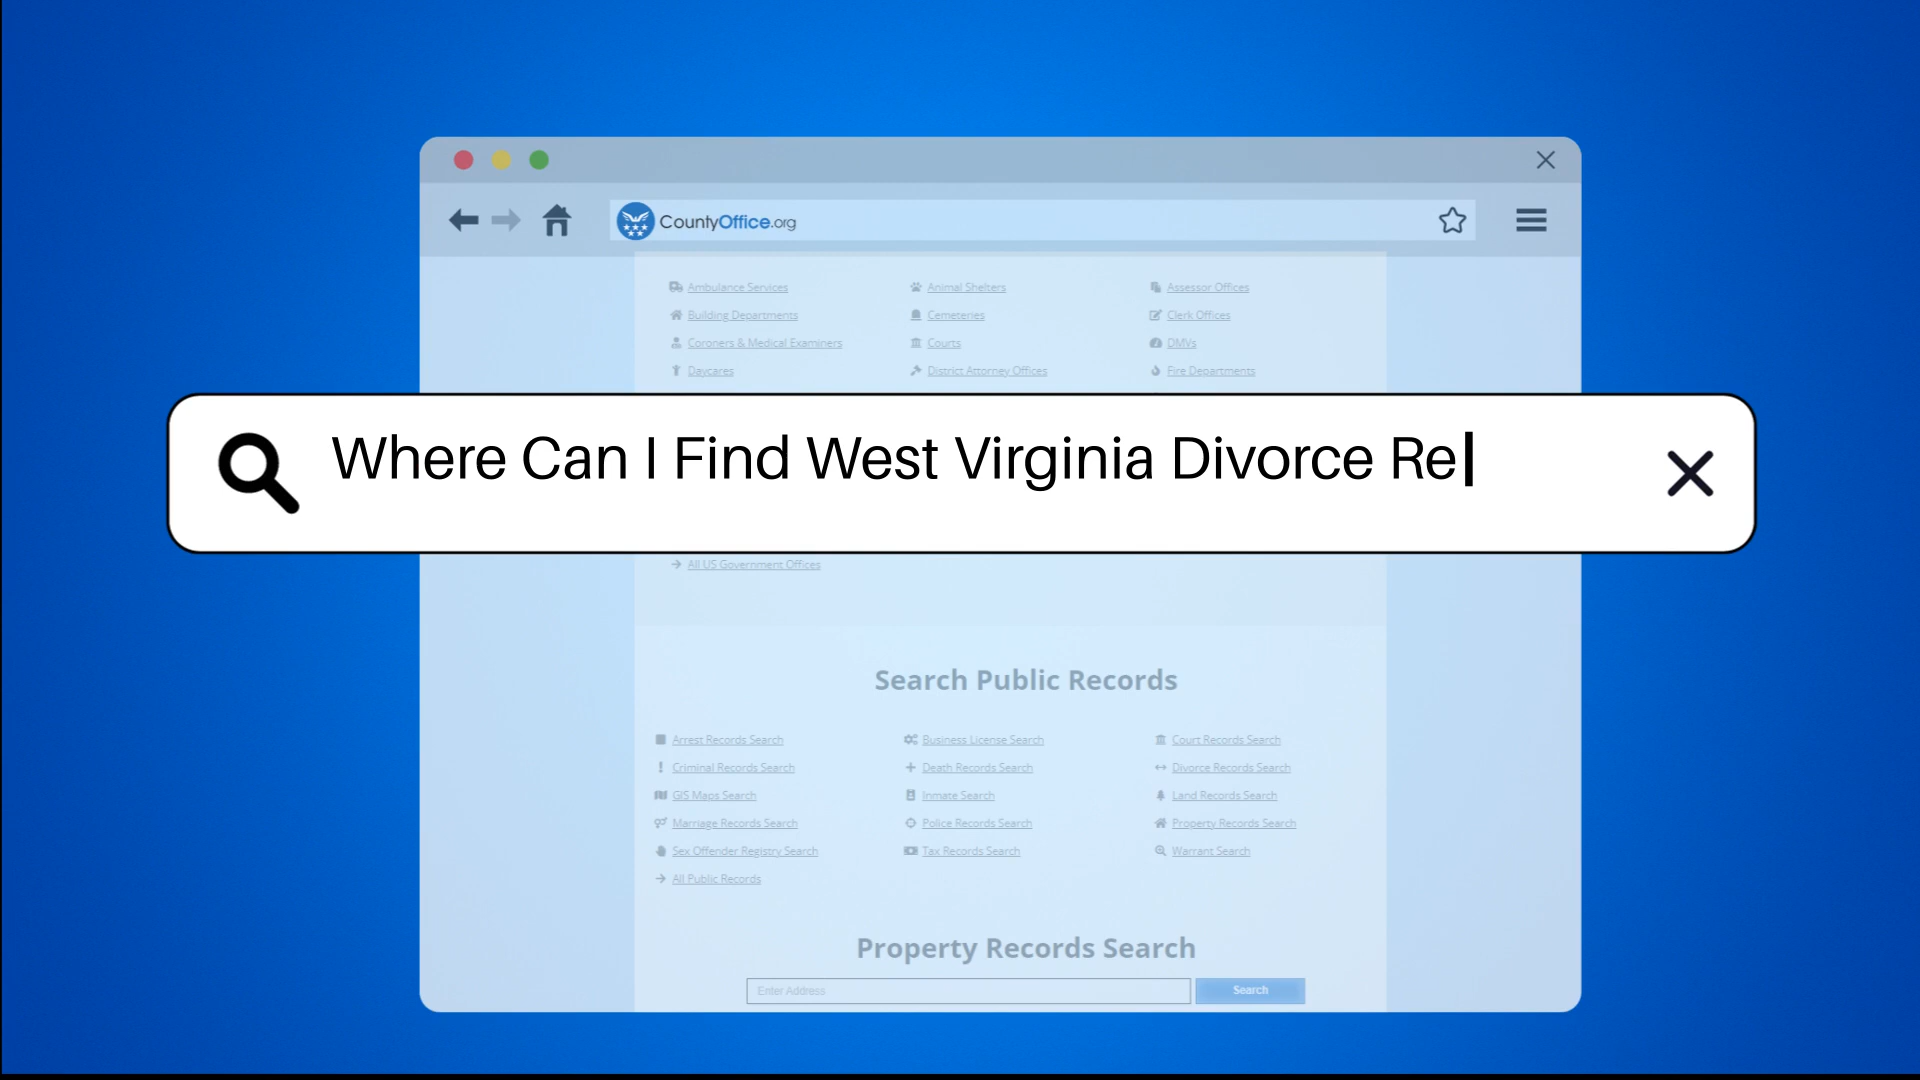 CountyOffice.org
Ambulance Services Animal Shelters Assessor Offices
Building Departments Cemeteries Clerk Offices
Coroners & Medical Examiners Courts DMVs
Daycares District Attorney Offices Fire Departments
Where Can I Find West Virginia Divorce Re
All US Government Offices
Search Public Records
Arrest Records Search Business License Search Court Records Search
Criminal Records Search Death Records Search Divorce Records Search
GIS Maps Search Inmate Search Land Records Search
Marriage Records Search Police Records Search Property Records Search
Sex Offender Registry Search Tax Records Search Warrant Search
All Public Records
Property Records Search
Enter Address Search